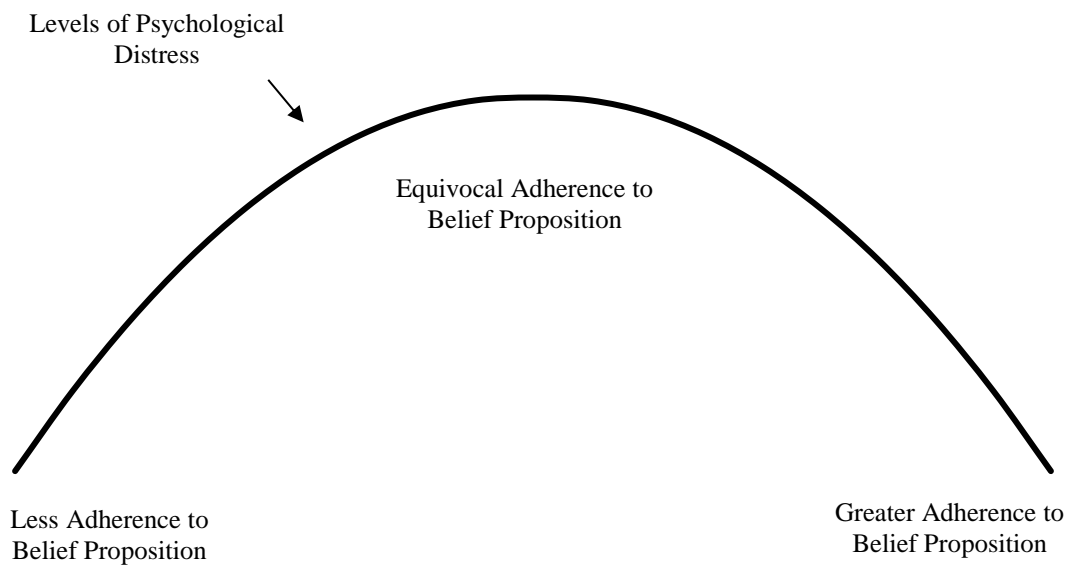 Levels of Psychological
Distress
Equivocal Adherence to
Belief Proposition
Less Adherence to
Belief Proposition
Greater Adherence to
Belief Proposition